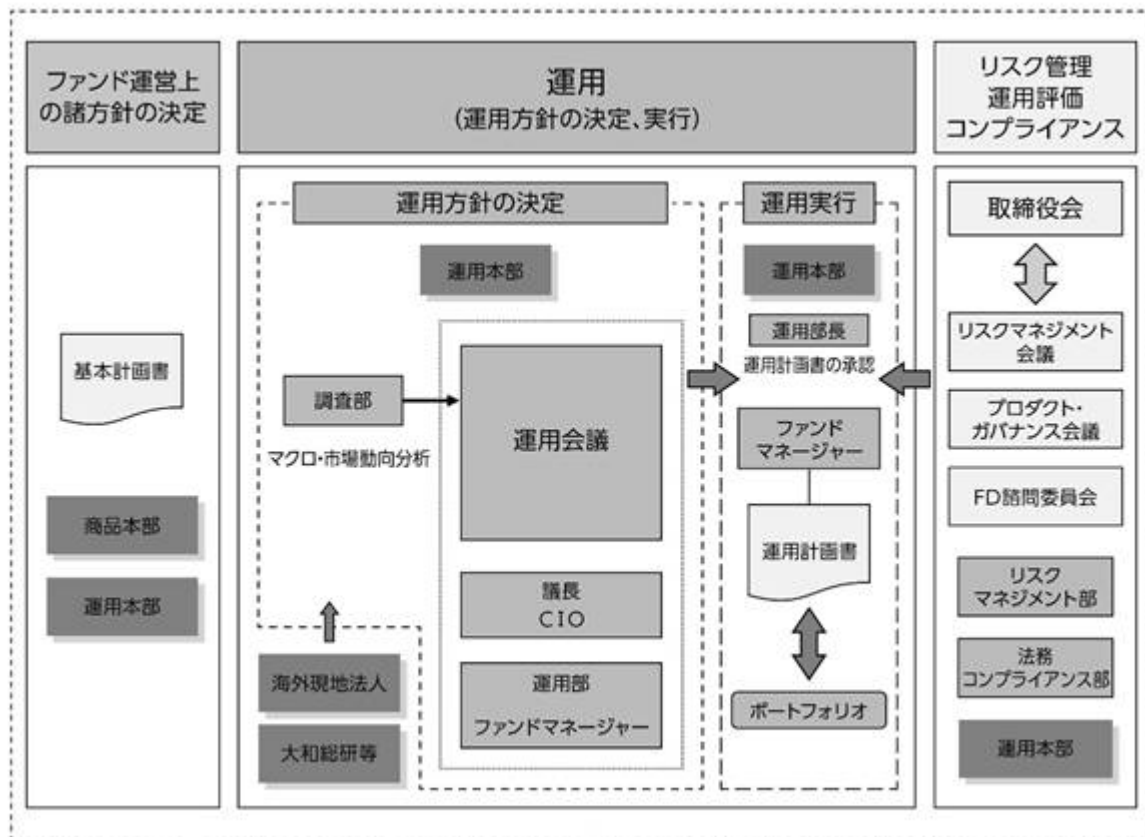 ファンド運営上
の諸方針の決定
運用
(運用方針の決定、実行)
リスク管理
運用評価
コンプライアンス
基本計画書
商品本部
運用本部
運用方針の決定
運用本部
調査部
マクロ・市場動向分析
運用会議
議長
CIO
運用部
ファンドマネージャー
海外現地法人
大和総研等
運用実行
運用本部
運用部長
運用計画書の承認
ファンド
マネージャー
運用計画書
ポートフォリオ
取締役会
リスクマネジメント
会議
プロダクト・
ガバナンス会議
FD諮問委員会
リスク
マネジメント部
法務
コンプライアンス部
運用本部